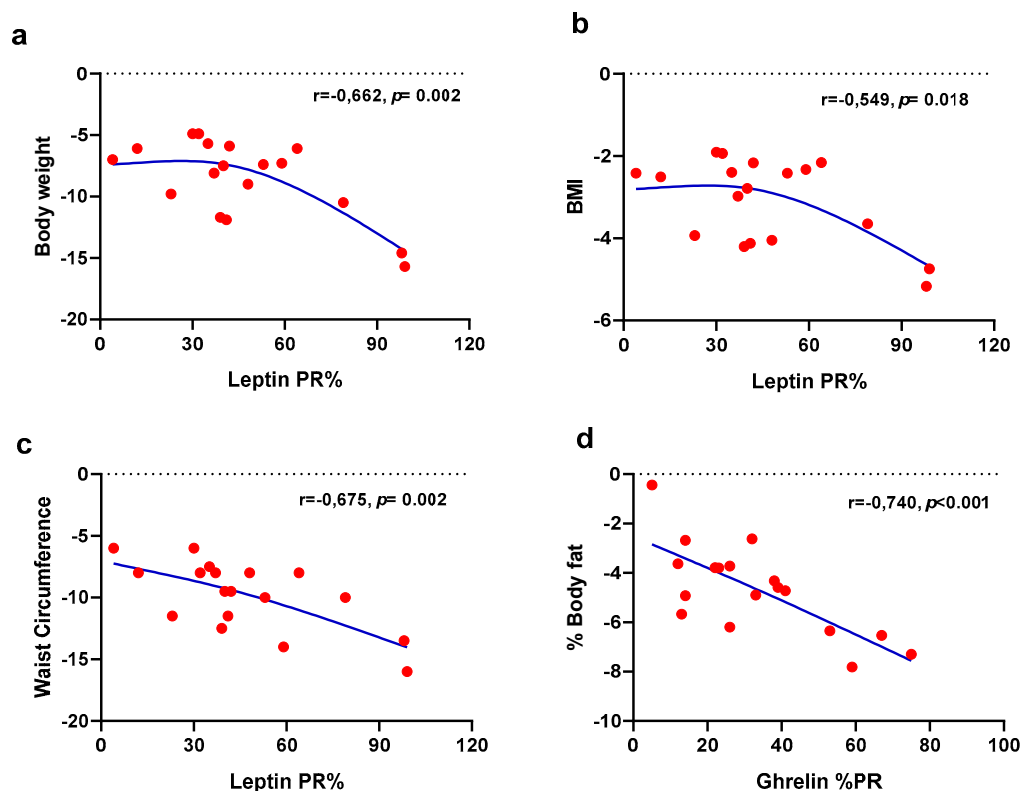 a
0
-5
-10
-15
-20
Body weight
r=-0,662, p= 0.002
0 30 60 90 120
Leptin PR%
b
0
-2
-4
-6
BMI
r=-0,549, p= 0.018
0 30 60 90 120
Leptin PR%
c
0
-5
-10
-15
-20
Waist Circumference
r=-0,675, p= 0.002
0 30 60 90 120
Leptin PR%
d
0
-2
-4
-6
-8
-10
% Body fat
r=-0,740, p<0.001
0 20 40 60 80 100
Ghrelin %PR